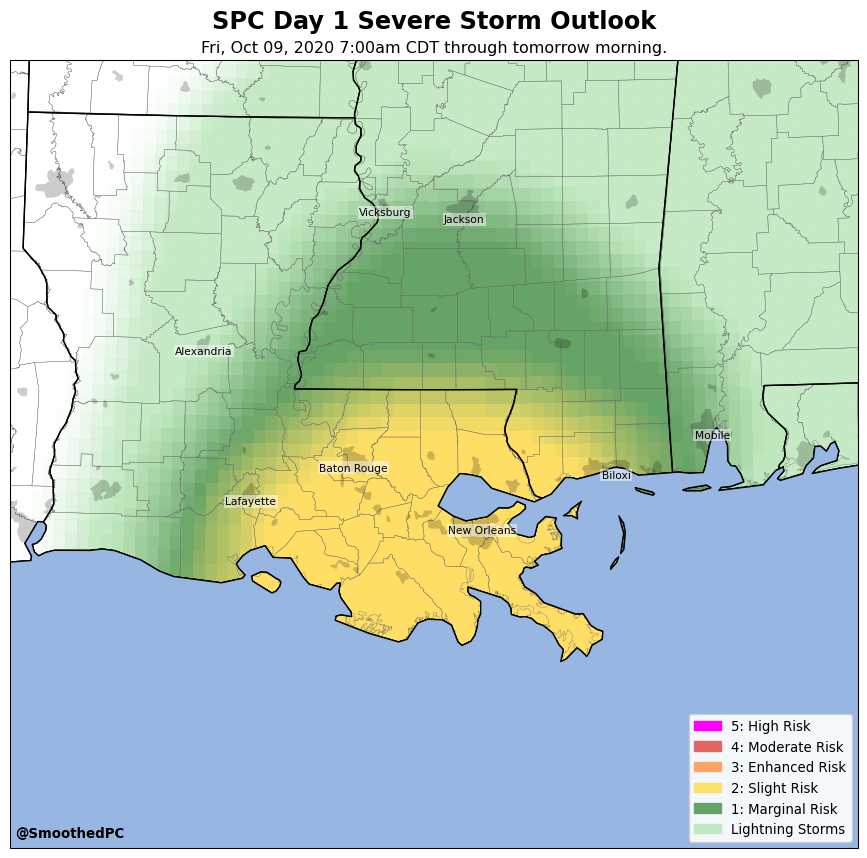 SPC Day 1 Severe Storm Outlook
Fri, Oct 09, 2020 7:00am CDT through tomorrow morning.
Vicksburg
Jackson
Alexandria
Mobile
Baton Rouge
Biloxi
Lafayette
New Orleans
5: High Risk
4: Moderate Risk
3: Enhanced Risk
2: Slight Risk
1: Marginal Risk
Lightning Storms
@SmoothedPC